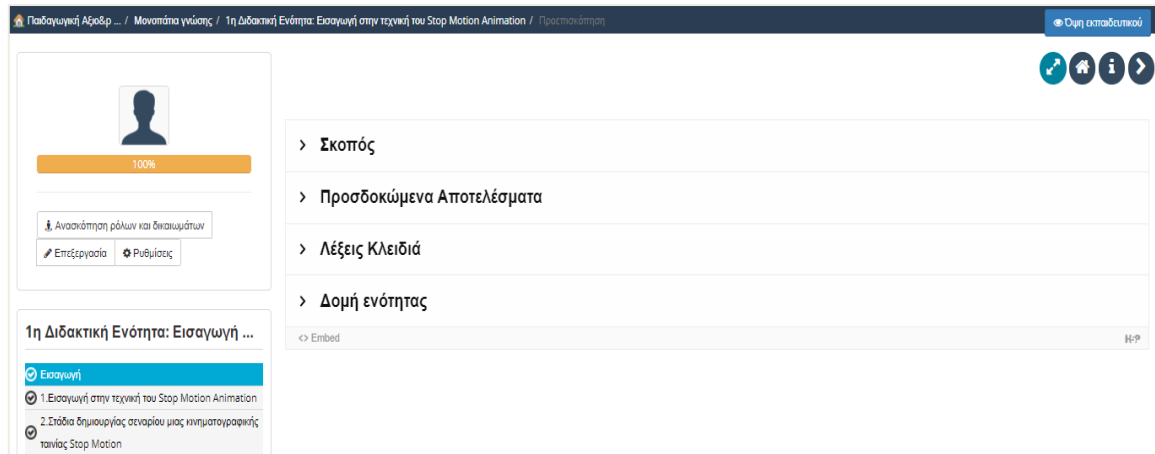 Παιδαγωγική Αξιο&ρ ... / Μονοπάτια γνώσης / 1η Διδακτική Ενότητα: Εισαγωγή στην τεχνική του Stop Motion Animation / Προεπισκόπηση
Όψη εκπαιδευτικού
100%
Ανασκόπηση ρόλων και δικαιωμάτων
Επεξεργασία Ρυθμίσεις
1η Διδακτική Ενότητα: Εισαγωγή ...
Εισαγωγή
1.Εισαγωγή στην τεχνική του Stop Motion Animation
2.Στάδια δημιουργίας σεναρίου μιας κινηματογραφικής
ταινίας Stop Motion
Σκοπός
Προσδοκώμενα Αποτελέσματα
Λέξεις Κλειδιά
Δομή ενότητας
<> Embed
H-P